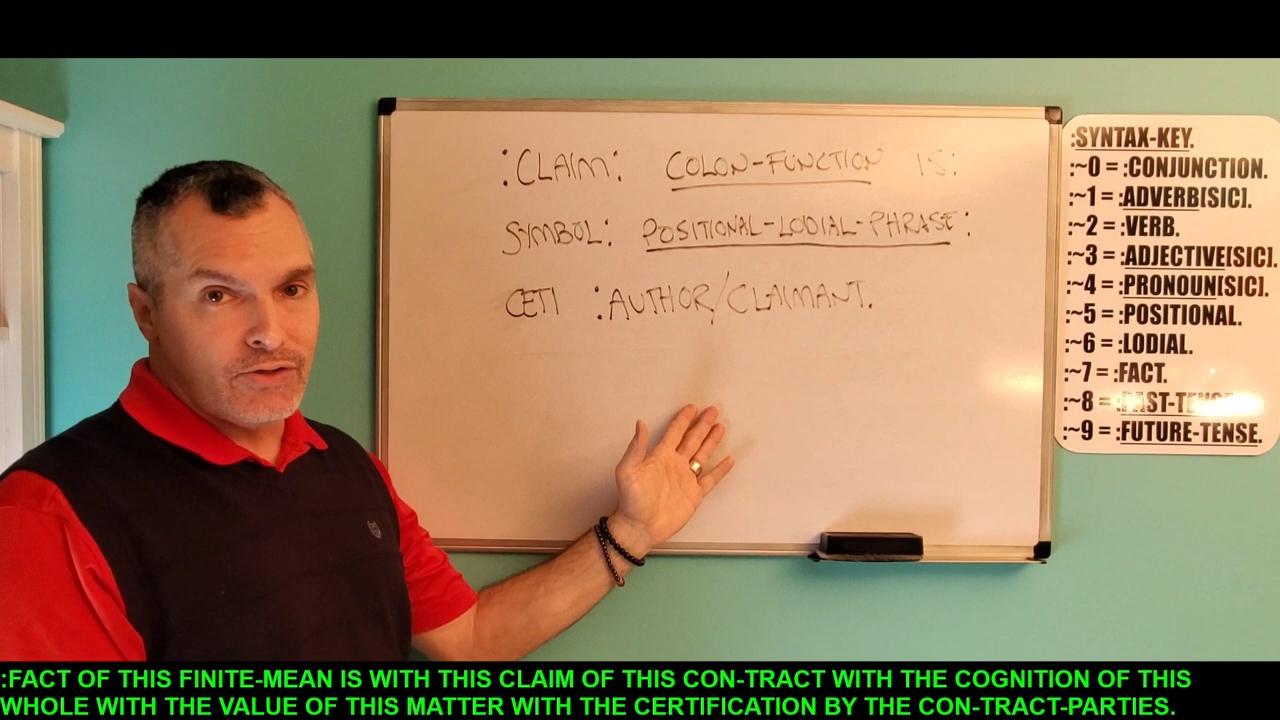 :CLAIM: COLON-FUNCTION IS:
SYMBOL: POSITIONAL-LODIAL-PHRASE:
CETI :AUTHOR/CLAIMANT.
:SYNTAX-KEY.
:~0 = :CONJUNCTION.
:~1 = :ADVERB[SIC].
:~2 = :VERB.
:~3 = :ADJECTIVE[SIC].
:~4 = :PRONOUN[SIC].
:~5 = :POSITIONAL.
:~6 = :LODIAL.
:~7 = :FACT.
:~8 = :PAST-TENSE.
:~9 = :FUTURE-TENSE.
:FACT OF THIS FINITE-MEAN IS WITH THIS CLAIM OF THIS CON-TRACT WITH THE COGNITION OF THIS
WHOLE WITH THE VALUE OF THIS MATTER WITH THE CERTIFICATION BY THE CON-TRACT-PARTIES.